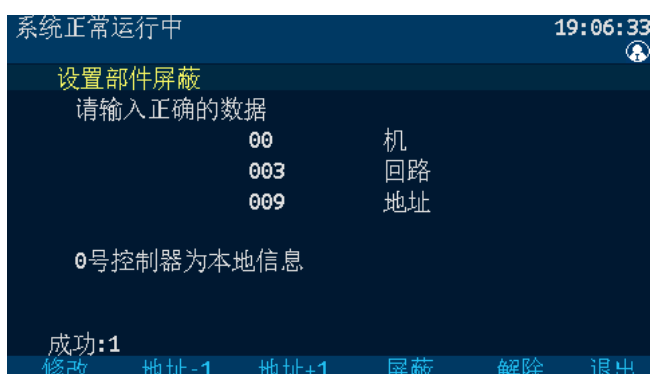 系统正常运行中 19:06:33
设置部件屏蔽
请输入正确的数据
00 机
003 回路
009 地址
0号控制器为本地信息
成功:1
修改 地址-1 地址+1 屏蔽 解除 退出